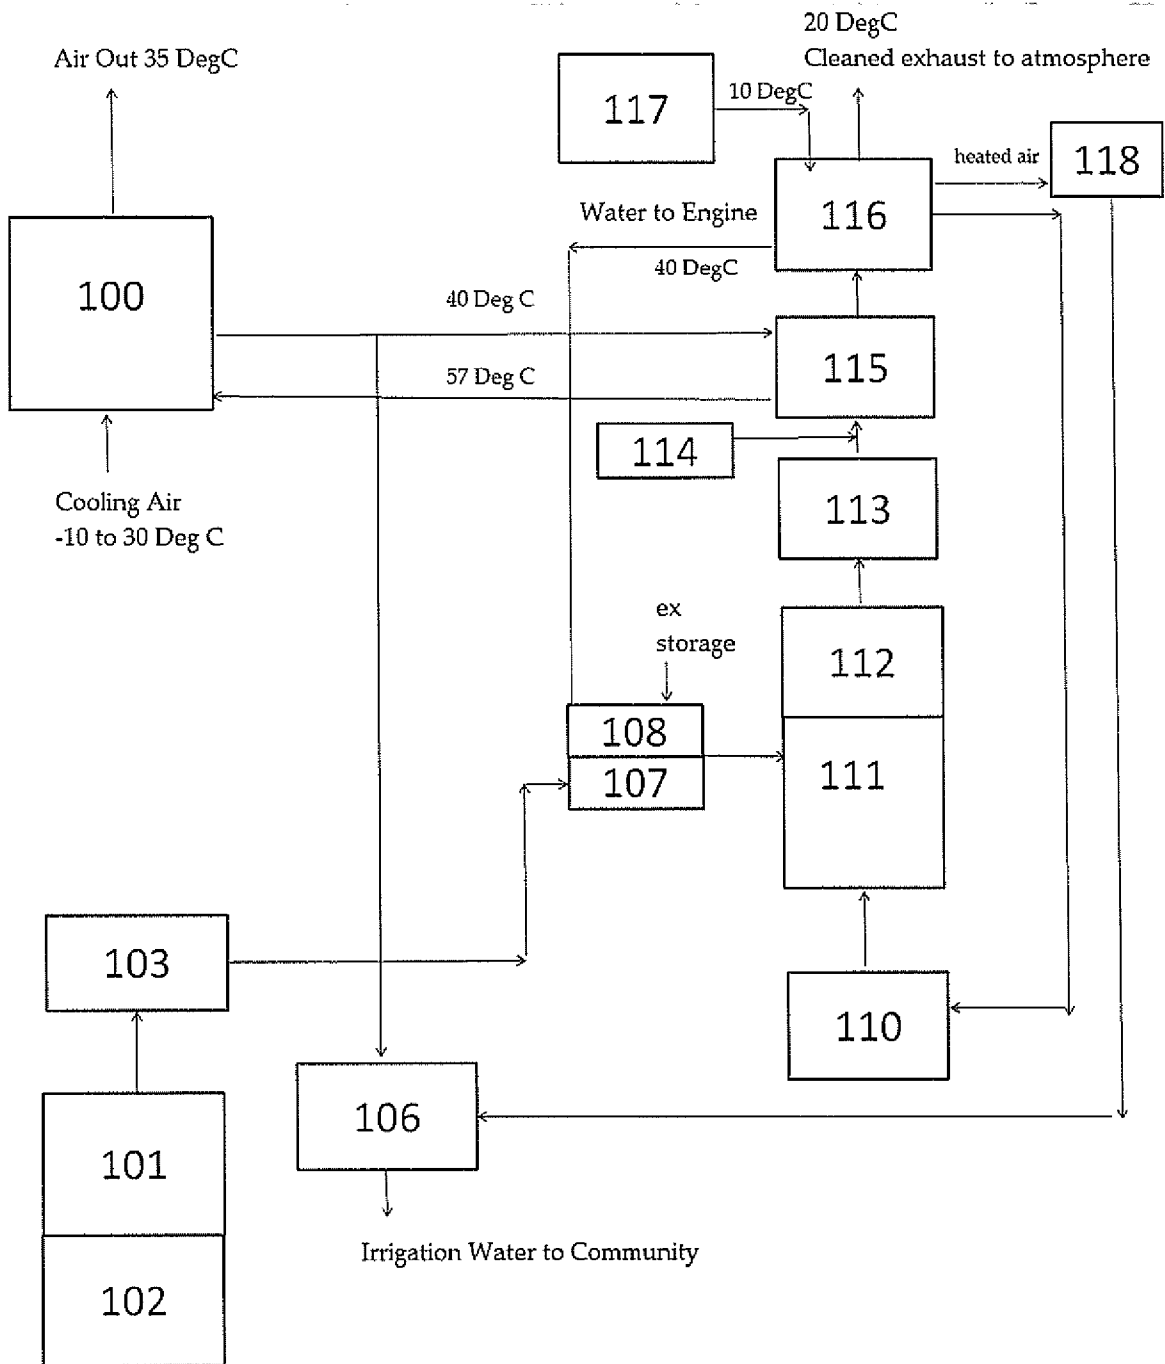 20 DegC
Air Out 35 DegC
Cleaned exhaust to atmosphere
117
10 DegC
heated air
118
Water to Engine
116
40 DegC
100
40 Deg C
115
57 Deg C
114
Cooling Air
-10 to 30 Deg C
113
ex
storage
112
108
107
111
103
110
106
101
Irrigation Water to Community
102